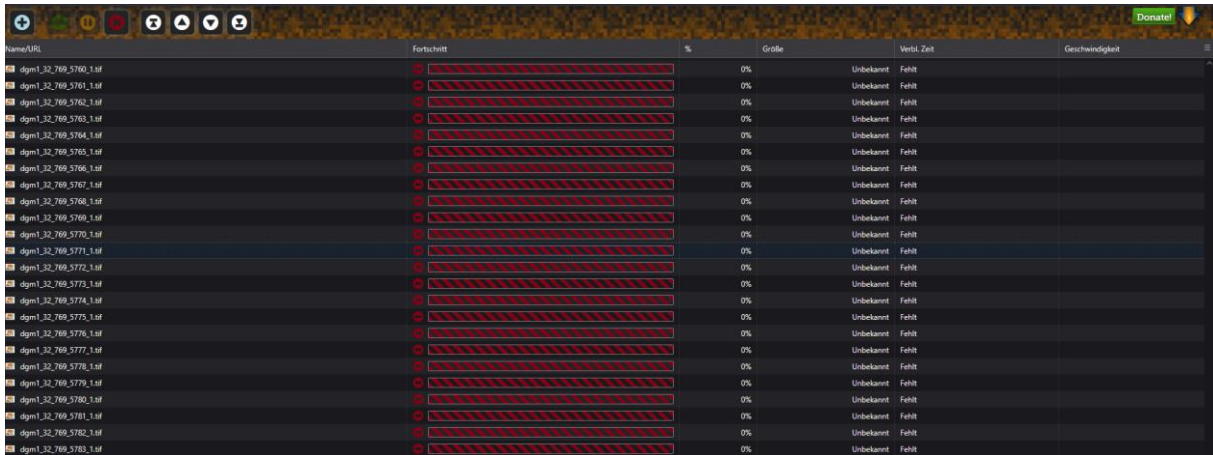 Donate!
Name/URL Fortschritt % Größe Verbl. Zeit Geschwindigkeit
dgm1_32_769_5760_1.tif 0% Unbekannt Fehlt
dgm1_32_769_5761_1.tif 0% Unbekannt Fehlt
dgm1_32_769_5762_1.tif 0% Unbekannt Fehlt
dgm1_32_769_5763_1.tif 0% Unbekannt Fehlt
dgm1_32_769_5764_1.tif 0% Unbekannt Fehlt
dgm1_32_769_5765_1.tif 0% Unbekannt Fehlt
dgm1_32_769_5766_1.tif 0% Unbekannt Fehlt
dgm1_32_769_5767_1.tif 0% Unbekannt Fehlt
dgm1_32_769_5768_1.tif 0% Unbekannt Fehlt
dgm1_32_769_5769_1.tif 0% Unbekannt Fehlt
dgm1_32_769_5770_1.tif 0% Unbekannt Fehlt
dgm1_32_769_5771_1.tif 0% Unbekannt Fehlt
dgm1_32_769_5772_1.tif 0% Unbekannt Fehlt
dgm1_32_769_5773_1.tif 0% Unbekannt Fehlt
dgm1_32_769_5774_1.tif 0% Unbekannt Fehlt
dgm1_32_769_5775_1.tif 0% Unbekannt Fehlt
dgm1_32_769_5776_1.tif 0% Unbekannt Fehlt
dgm1_32_769_5777_1.tif 0% Unbekannt Fehlt
dgm1_32_769_5778_1.tif 0% Unbekannt Fehlt
dgm1_32_769_5779_1.tif 0% Unbekannt Fehlt
dgm1_32_769_5780_1.tif 0% Unbekannt Fehlt
dgm1_32_769_5781_1.tif 0% Unbekannt Fehlt
dgm1_32_769_5782_1.tif 0% Unbekannt Fehlt
dgm1_32_769_5783_1.tif 0% Unbekannt Fehlt